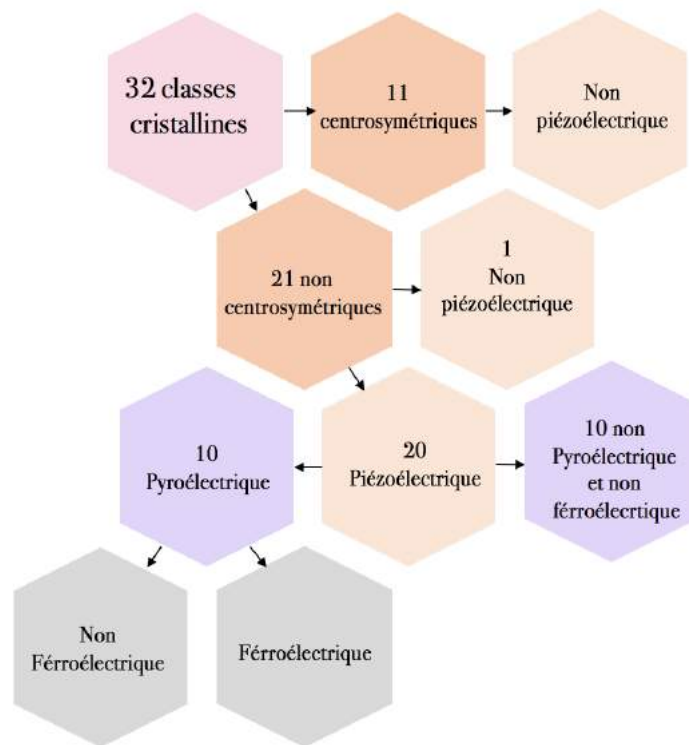 32 classes
cristallines
11
centrosymétriques
Non
piézoélectrique
21 non
centrosymétriques
1
Non
piézoélectrique
10
Pyroélectrique
20
Piézoélectrique
10 non
Pyroélectrique
et non
férroélecrtique
Non
Férroélectrique
Férroélectrique